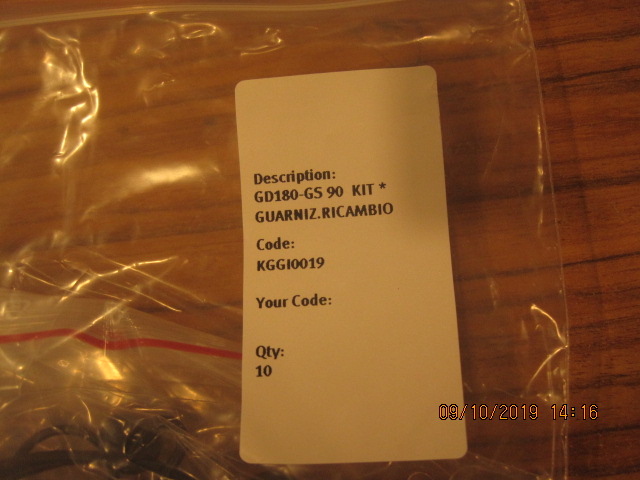 Description:
GD180-GS 90 KIT *
GUARNIZ.RICAMBIO
Code:
KGGI0019
Your Code:
Qty:
10
09/10/2019 14:16